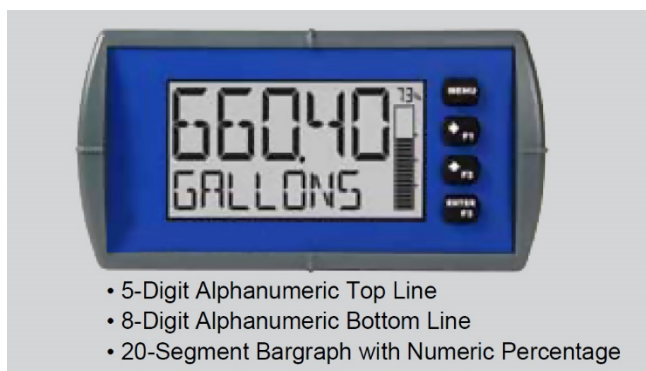 660.40
73%
GALLONS
MENU
F1
F2
ENTER
F3
• 5-Digit Alphanumeric Top Line
• 8-Digit Alphanumeric Bottom Line
• 20-Segment Bargraph with Numeric Percentage